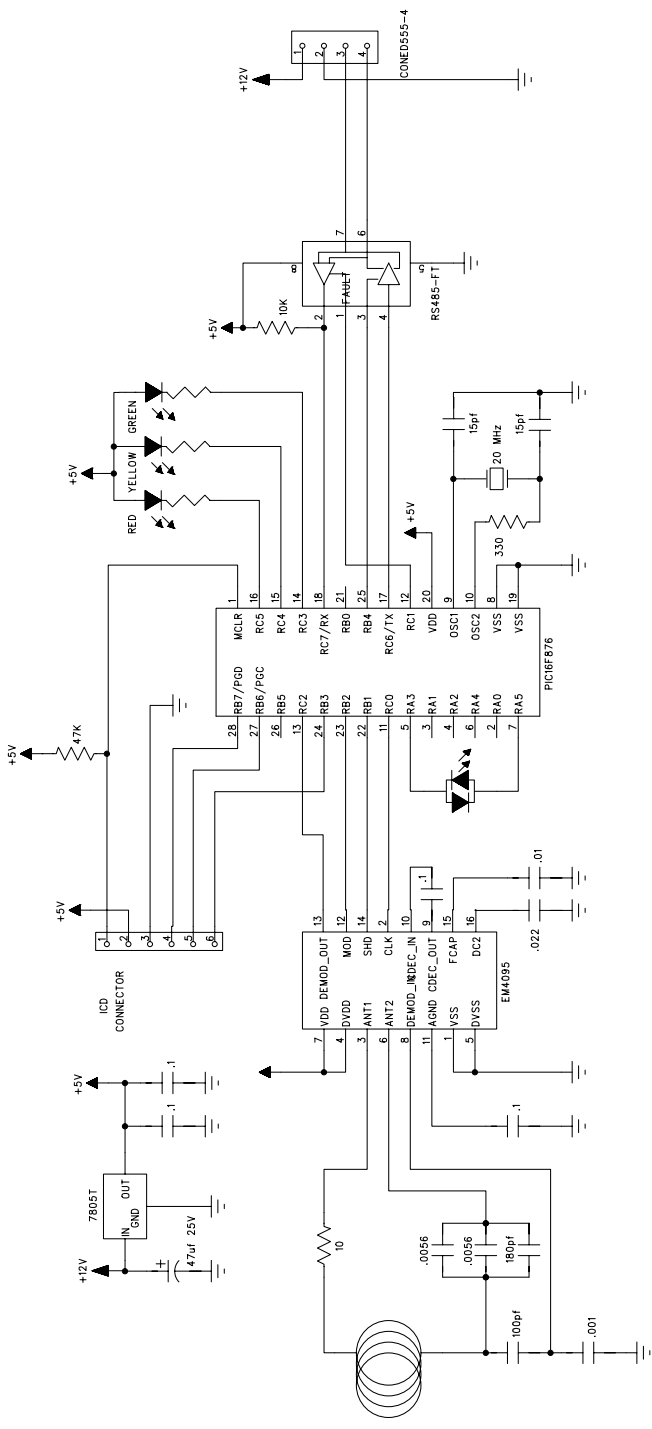 CONED555-4
1
2
3
4
+12V
7
6
8
5
FAULT
RS485-FT
2
1
3
4
+5V
10K
GREEN
YELLOW
RED
+5V
15pf
15pf
20 MHz
330
+5V
1
16
15
14
18
21
25
17
12
20
9
10
8
19
MCLR
RC5
RC4
RC3
RC7/RX
RB0
RB4
RC6/TX
RC1
VDD
OSC1
OSC2
VSS
VSS
PIC16F876
RB7/PGD
RB6/PGC
RB5
RC2
RB3
RB2
RB1
RC0
RA3
RA1
RA2
RA4
RA0
RA5
28
27
26
13
24
23
22
11
5
3
4
6
2
7
+5V
47K
+5V
1
2
3
4
5
6
ICD
CONNECTOR
13
12
14
2
10
9
15
16
DEMOD_OUT
MOD
SHD
CLK
CDEC_IN
CDEC_OUT
FCAP
DC2
EM4095
VDD
DVDD
ANT1
ANT2
DEMOD_IN
AGND
VSS
DVSS
7
4
3
6
8
11
1
5
.1
.01
.022
.1
+5V
.1
.1
7805T
OUT
GND
IN
+12V
+
47uf 25V
10
.0056
.0056
180pf
100pf
.001